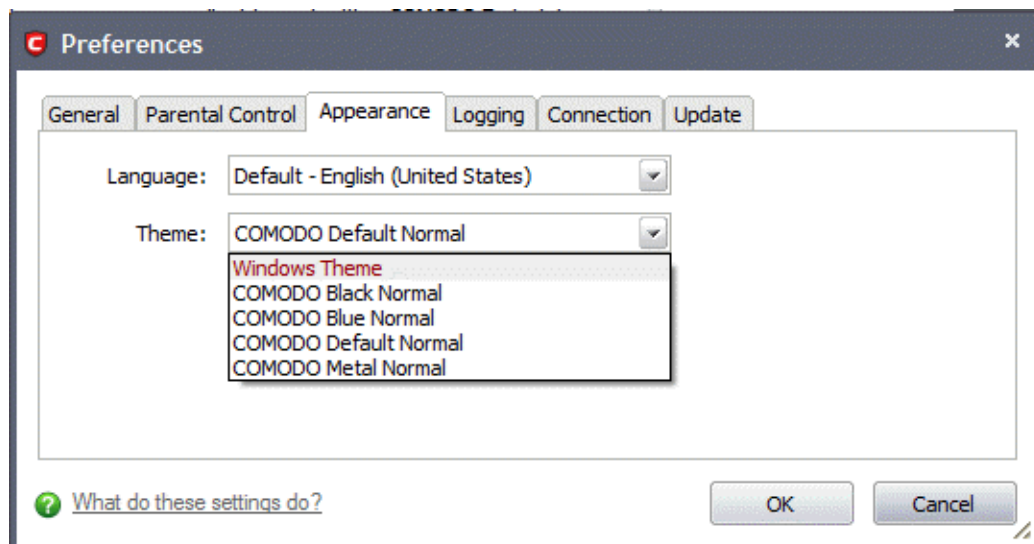 Preferences
General Parental Control Appearance Logging Connection Update
Language: Default - English (United States)
Theme: COMODO Default Normal
Windows Theme
COMODO Black Normal
COMODO Blue Normal
COMODO Default Normal
COMODO Metal Normal
What do these settings do?
OK Cancel